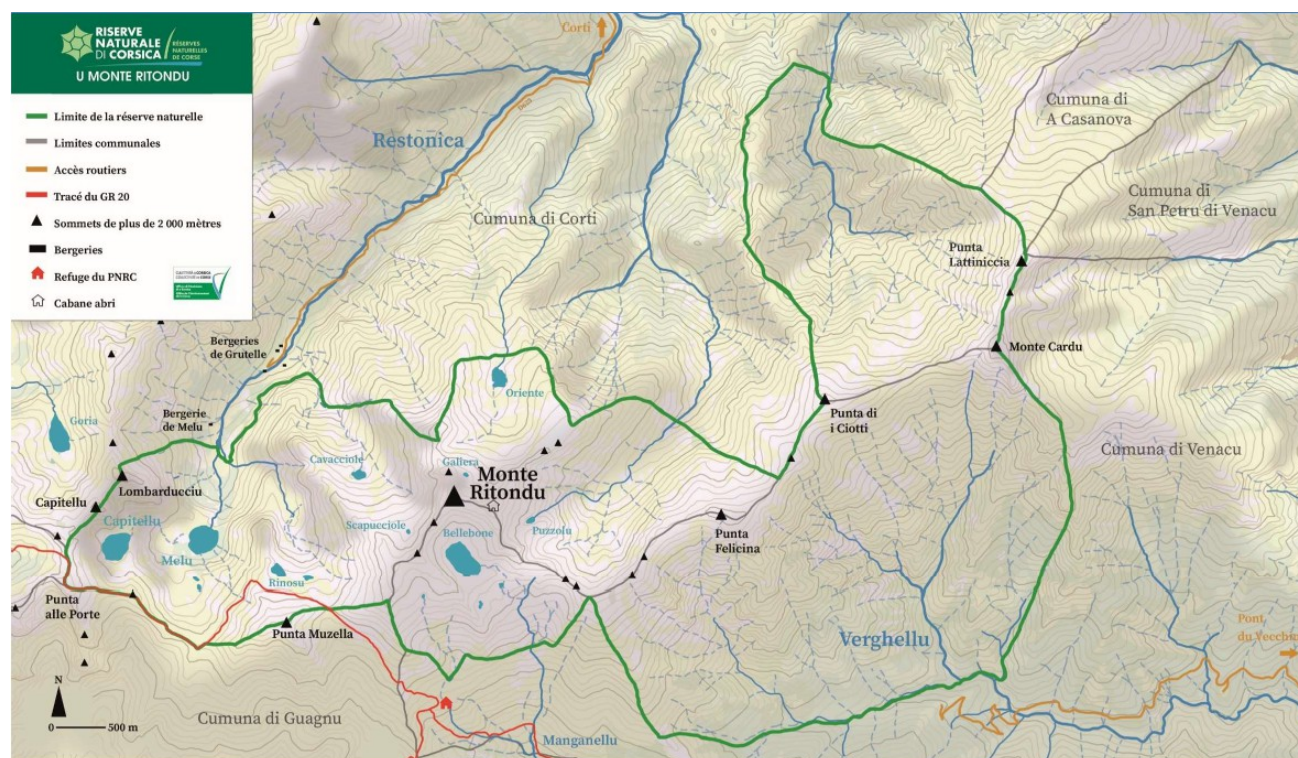 RISERVE
NATURALE
DI CORSICA
RÉSERVES
NATURELLES
DE CORSE
U MONTE RITONDU
Limite de la réserve naturelle
Limites communales
Accès routiers
Tracé du GR 20
Sommets de plus de 2 000 mètres
Bergeries
Refuge du PNRC
Cabane abri
Corti
Restonica
Cumuna di Corti
Cumuna di
A Casanova
Cumuna di
San Petru di Venacu
Punta
Lattiniccia
Monte Cardu
Bergeries
de Grutelle
Oriente
Punta di
i Ciotti
Bergerie
de Melu
Goria
Cumuna di Venacu
Cavacciole
Galiera
Monte
Ritondu
Lombarducciu
Capitellu
Capitellu
Melu
Scapucciole
Bellebone
Puzzolu
Punta
Felicina
Rinosu
Punta
alle Porte
Punta Muzella
Verghellu
Pont
du Vecchi
N
0
500 m
Cumuna di Guagnu
Manganellu